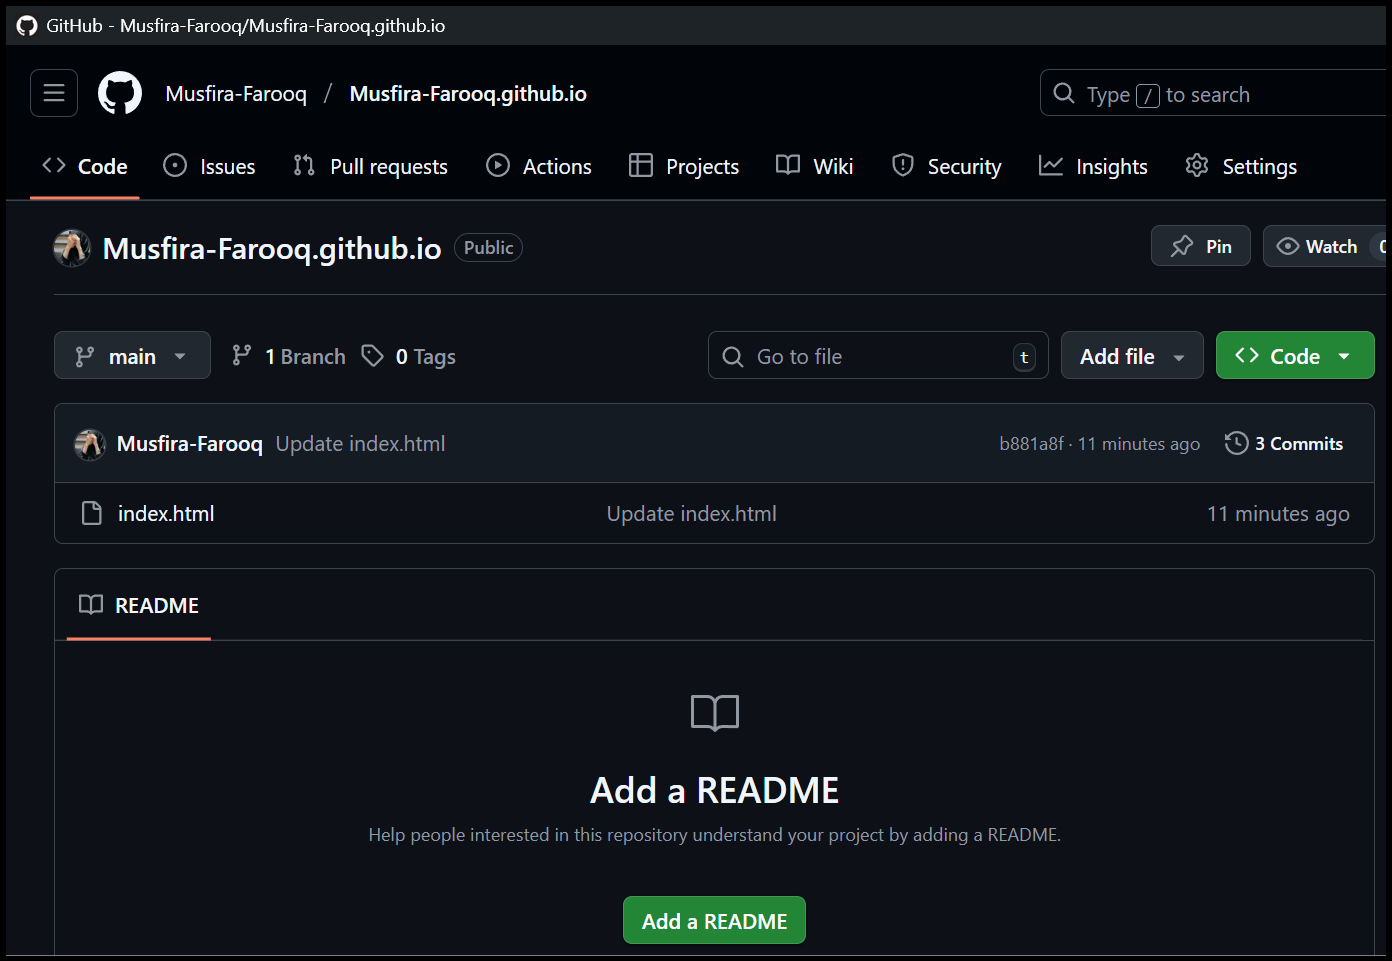 GitHub - Musfira-Farooq/Musfira-Farooq.github.io
Musfira-Farooq / Musfira-Farooq.github.io
Type / to search
Code Issues Pull requests Actions Projects Wiki Security Insights Settings
Musfira-Farooq.github.io Public Pin Watch 0
main 1 Branch 0 Tags Go to file t Add file Code
Musfira-Farooq Update index.html b881a8f · 11 minutes ago 3 Commits
index.html Update index.html 11 minutes ago
README
Add a README
Help people interested in this repository understand your project by adding a README.
Add a README